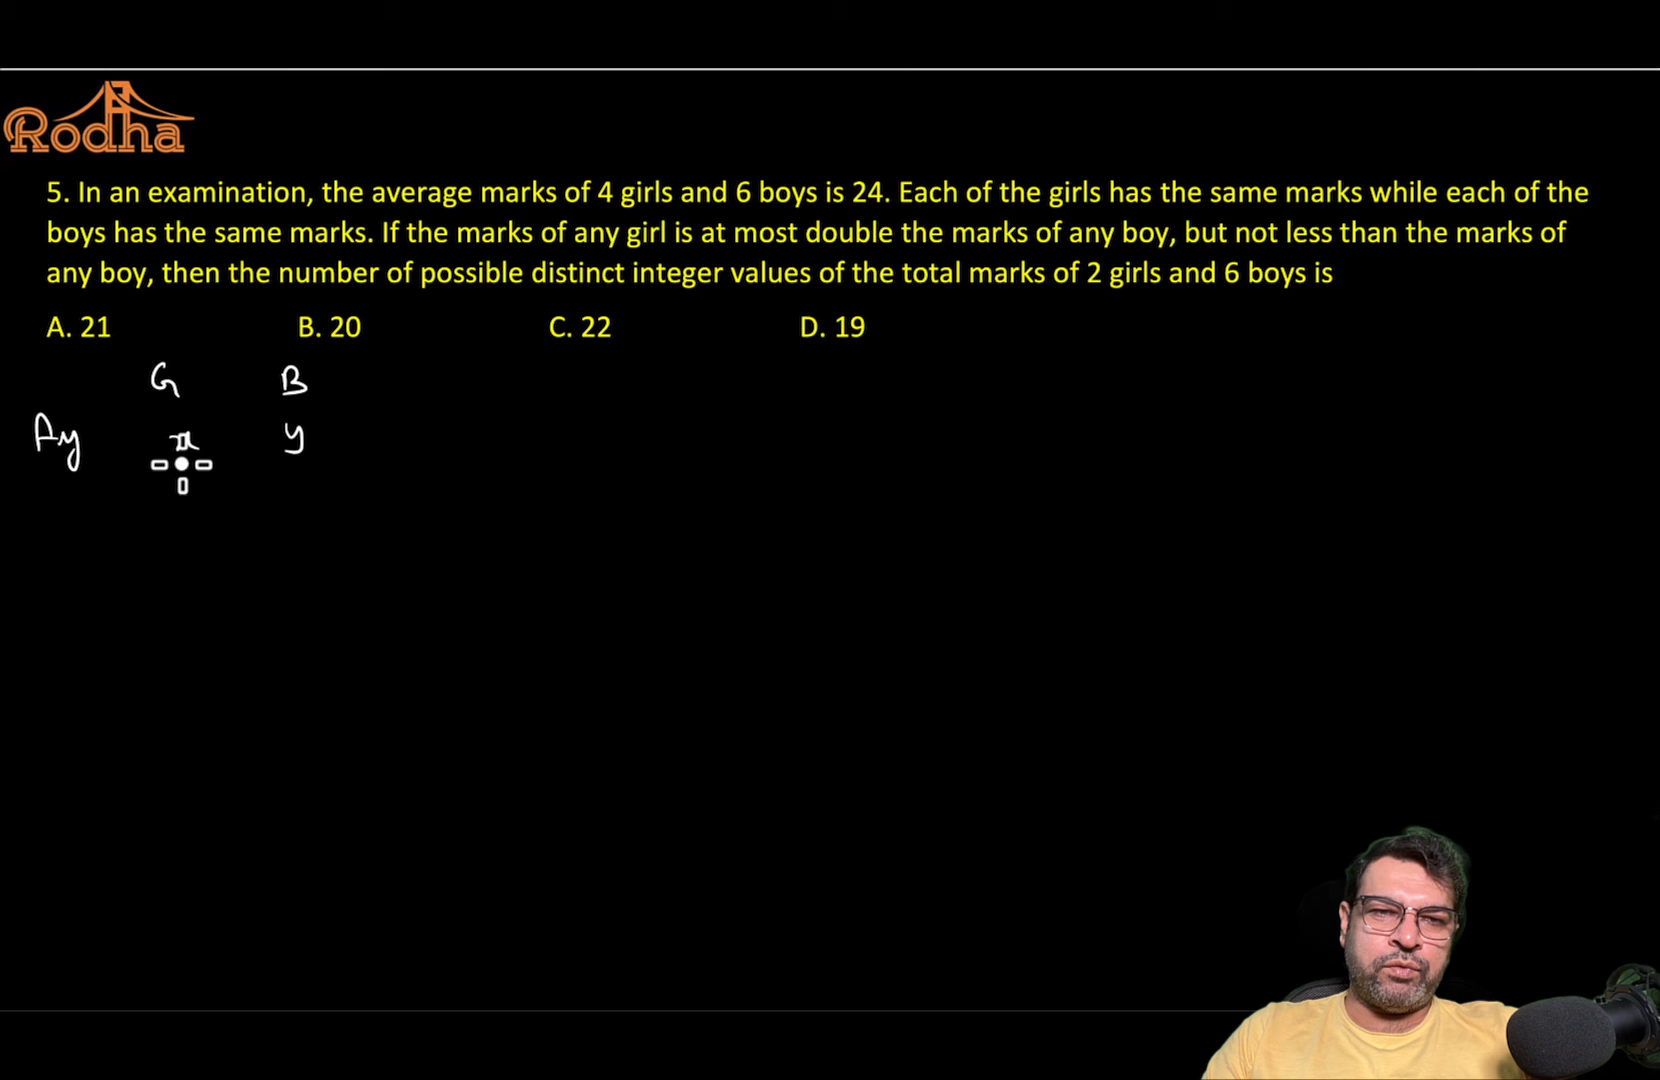 Rodha
5. In an examination, the average marks of 4 girls and 6 boys is 24. Each of the girls has the same marks while each of the
boys has the same marks. If the marks of any girl is at most double the marks of any boy, but not less than the marks of
any boy, then the number of possible distinct integer values of the total marks of 2 girls and 6 boys is
A. 21 B. 20 C. 22 D. 19
G B
Ay x y